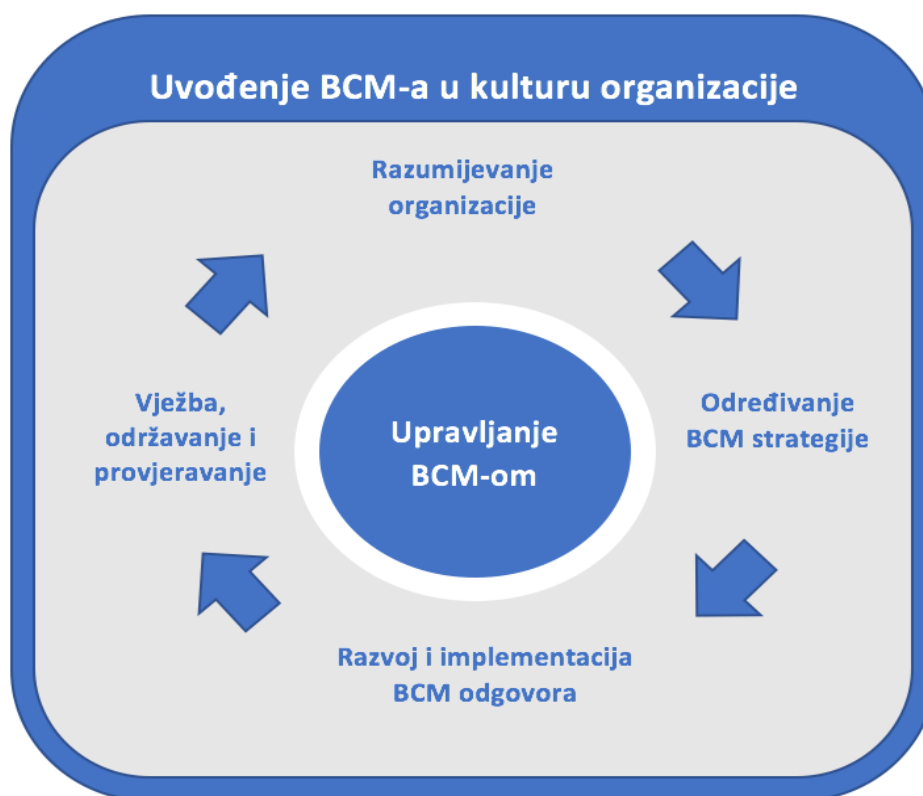 Uvođenje BCM-a u kulturu organizacije
Razumijevanje
organizacije
Vježba,
održavanje i
provjeravanje
Upravljanje
BCM-om
Određivanje
BCM strategije
Razvoj i implementacija
BCM odgovora